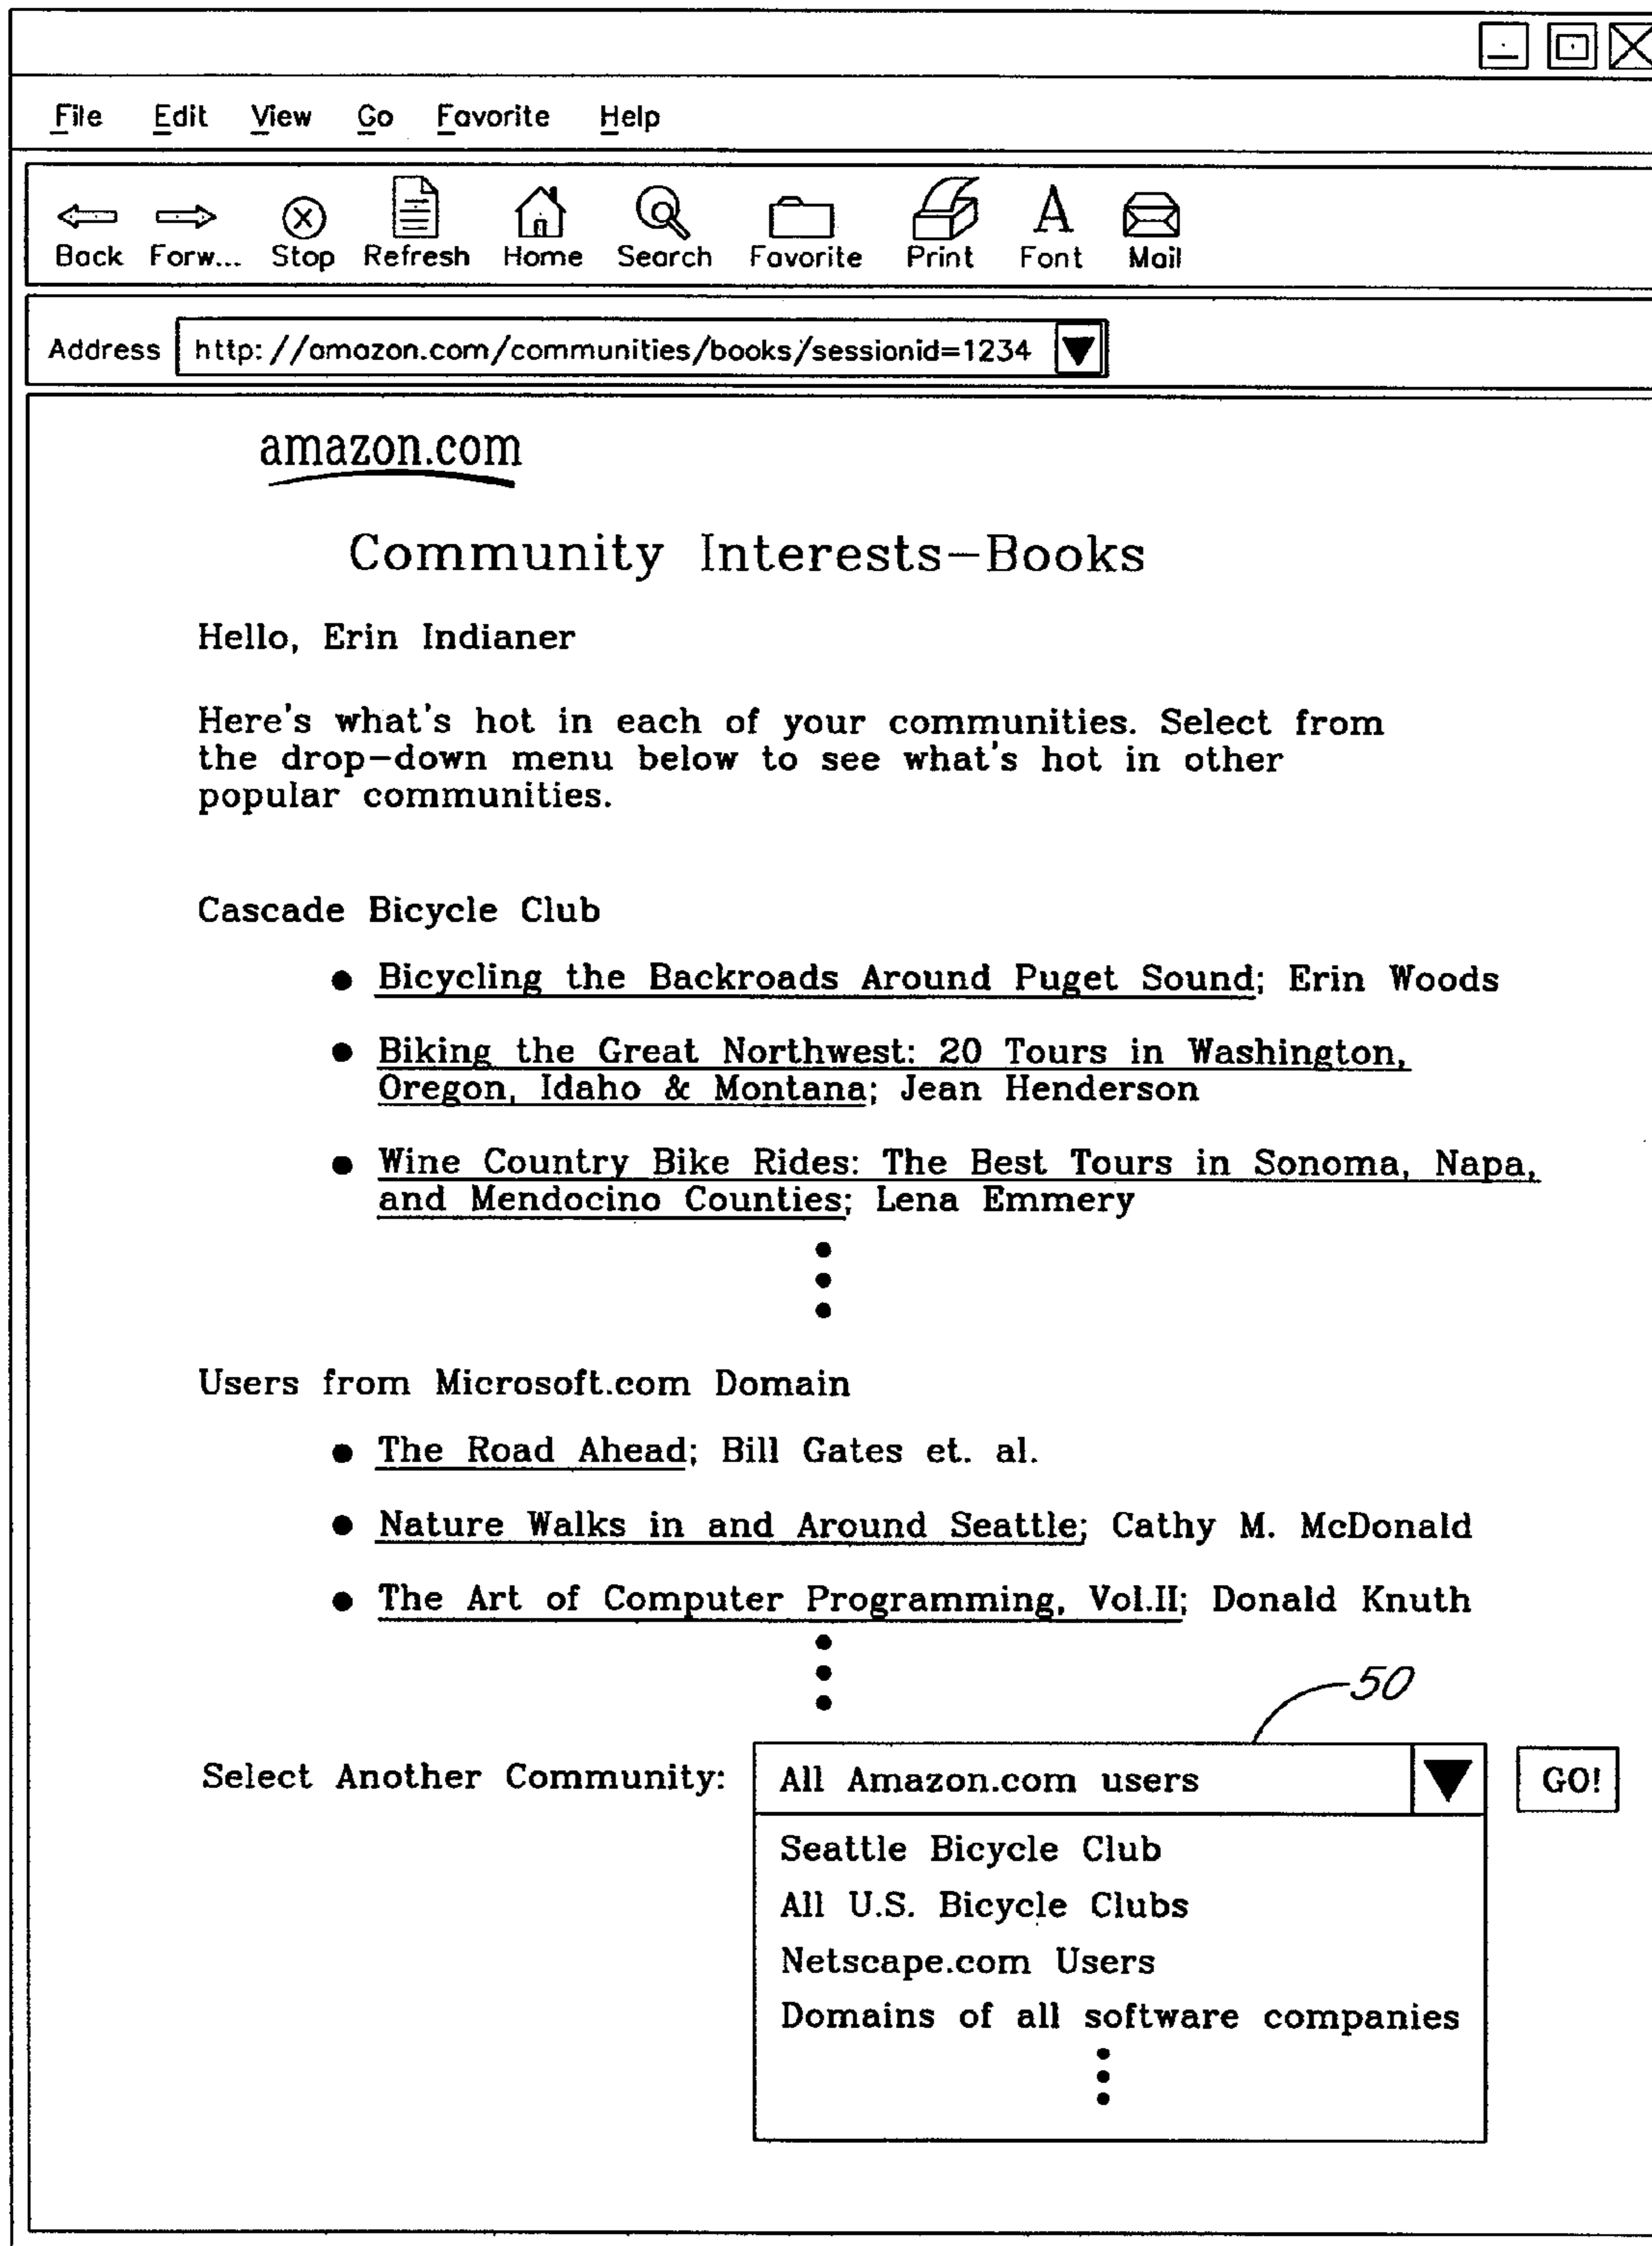 File Edit View Go Favorite Help
Back Forw... Stop Refresh Home Search Favorite Print Font Mail
Address http://amazon.com/communities/books/sessionid=1234
amazon.com
Community Interests-Books
Hello, Erin Indianer
Here's what's hot in each of your communities. Select from
the drop-down menu below to see what's hot in other
popular communities.
Cascade Bicycle Club
● Bicycling the Backroads Around Puget Sound; Erin Woods
● Biking the Great Northwest: 20 Tours in Washington,
Oregon, Idaho & Montana; Jean Henderson
● Wine Country Bike Rides: The Best Tours in Sonoma, Napa,
and Mendocino Counties; Lena Emmery
Users from Microsoft.com Domain
● The Road Ahead; Bill Gates et. al.
● Nature Walks in and Around Seattle; Cathy M. McDonald
● The Art of Computer Programming, Vol.II; Donald Knuth
50
Select Another Community: All Amazon.com users GO!
Seattle Bicycle Club
All U.S. Bicycle Clubs
Netscape.com Users
Domains of all software companies